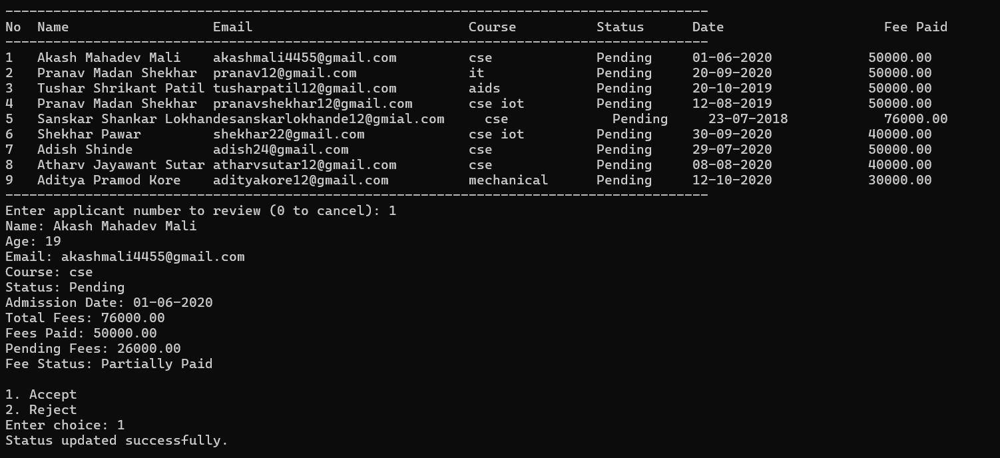 ----------------------------------------------------------------------------------------
No  Name                  Email                           Course          Status      Date                    Fee Paid
----------------------------------------------------------------------------------------
1   Akash Mahadev Mali    akashmali4455@gmail.com         cse             Pending     01-06-2020            50000.00
2   Pranav Madan Shekhar  pranav12@gmail.com              it              Pending     20-09-2020            50000.00
3   Tushar Shrikant Patil tusharpatil12@gmail.com         aids            Pending     20-10-2019            50000.00
4   Pranav Madan Shekhar  pranavshekhar12@gmail.com       cse iot         Pending     12-08-2019            50000.00
5   Sanskar Shankar Lokhandesanskarlokhande12@gmial.com     cse             Pending     23-07-2018            76000.00
6   Shekhar Pawar         shekhar22@gmail.com             cse iot         Pending     30-09-2020            40000.00
7   Adish Shinde          adish24@gmail.com               cse             Pending     29-07-2020            50000.00
8   Atharv Jayawant Sutar atharvsutar12@gmail.com         cse             Pending     08-08-2020            40000.00
9   Aditya Pramod Kore    adityakore12@gmail.com          mechanical      Pending     12-10-2020            30000.00
----------------------------------------------------------------------------------------
Enter applicant number to review (0 to cancel): 1
Name: Akash Mahadev Mali
Age: 19
Email: akashmali4455@gmail.com
Course: cse
Status: Pending
Admission Date: 01-06-2020
Total Fees: 76000.00
Fees Paid: 50000.00
Pending Fees: 26000.00
Fee Status: Partially Paid

1. Accept
2. Reject
Enter choice: 1
Status updated successfully.